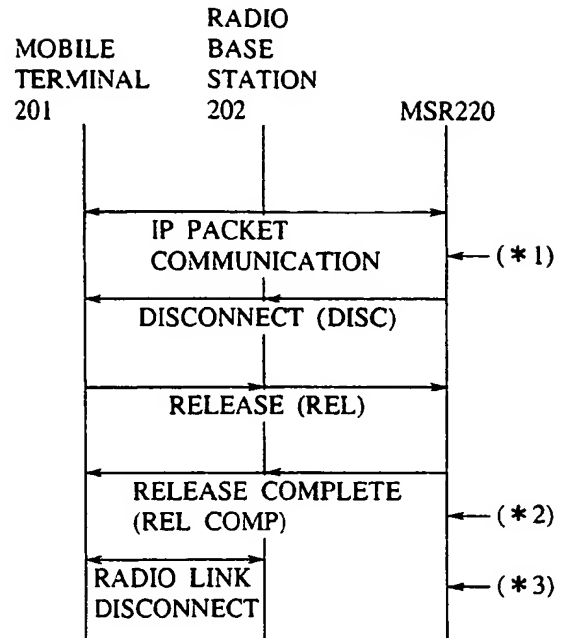 MOBILE
TERMINAL
201
RADIO
BASE
STATION
202
MSR220
IP PACKET
COMMUNICATION
(*1)
DISCONNECT (DISC)
RELEASE (REL)
RELEASE COMPLETE
(REL COMP)
(*2)
RADIO LINK
DISCONNECT
(*3)